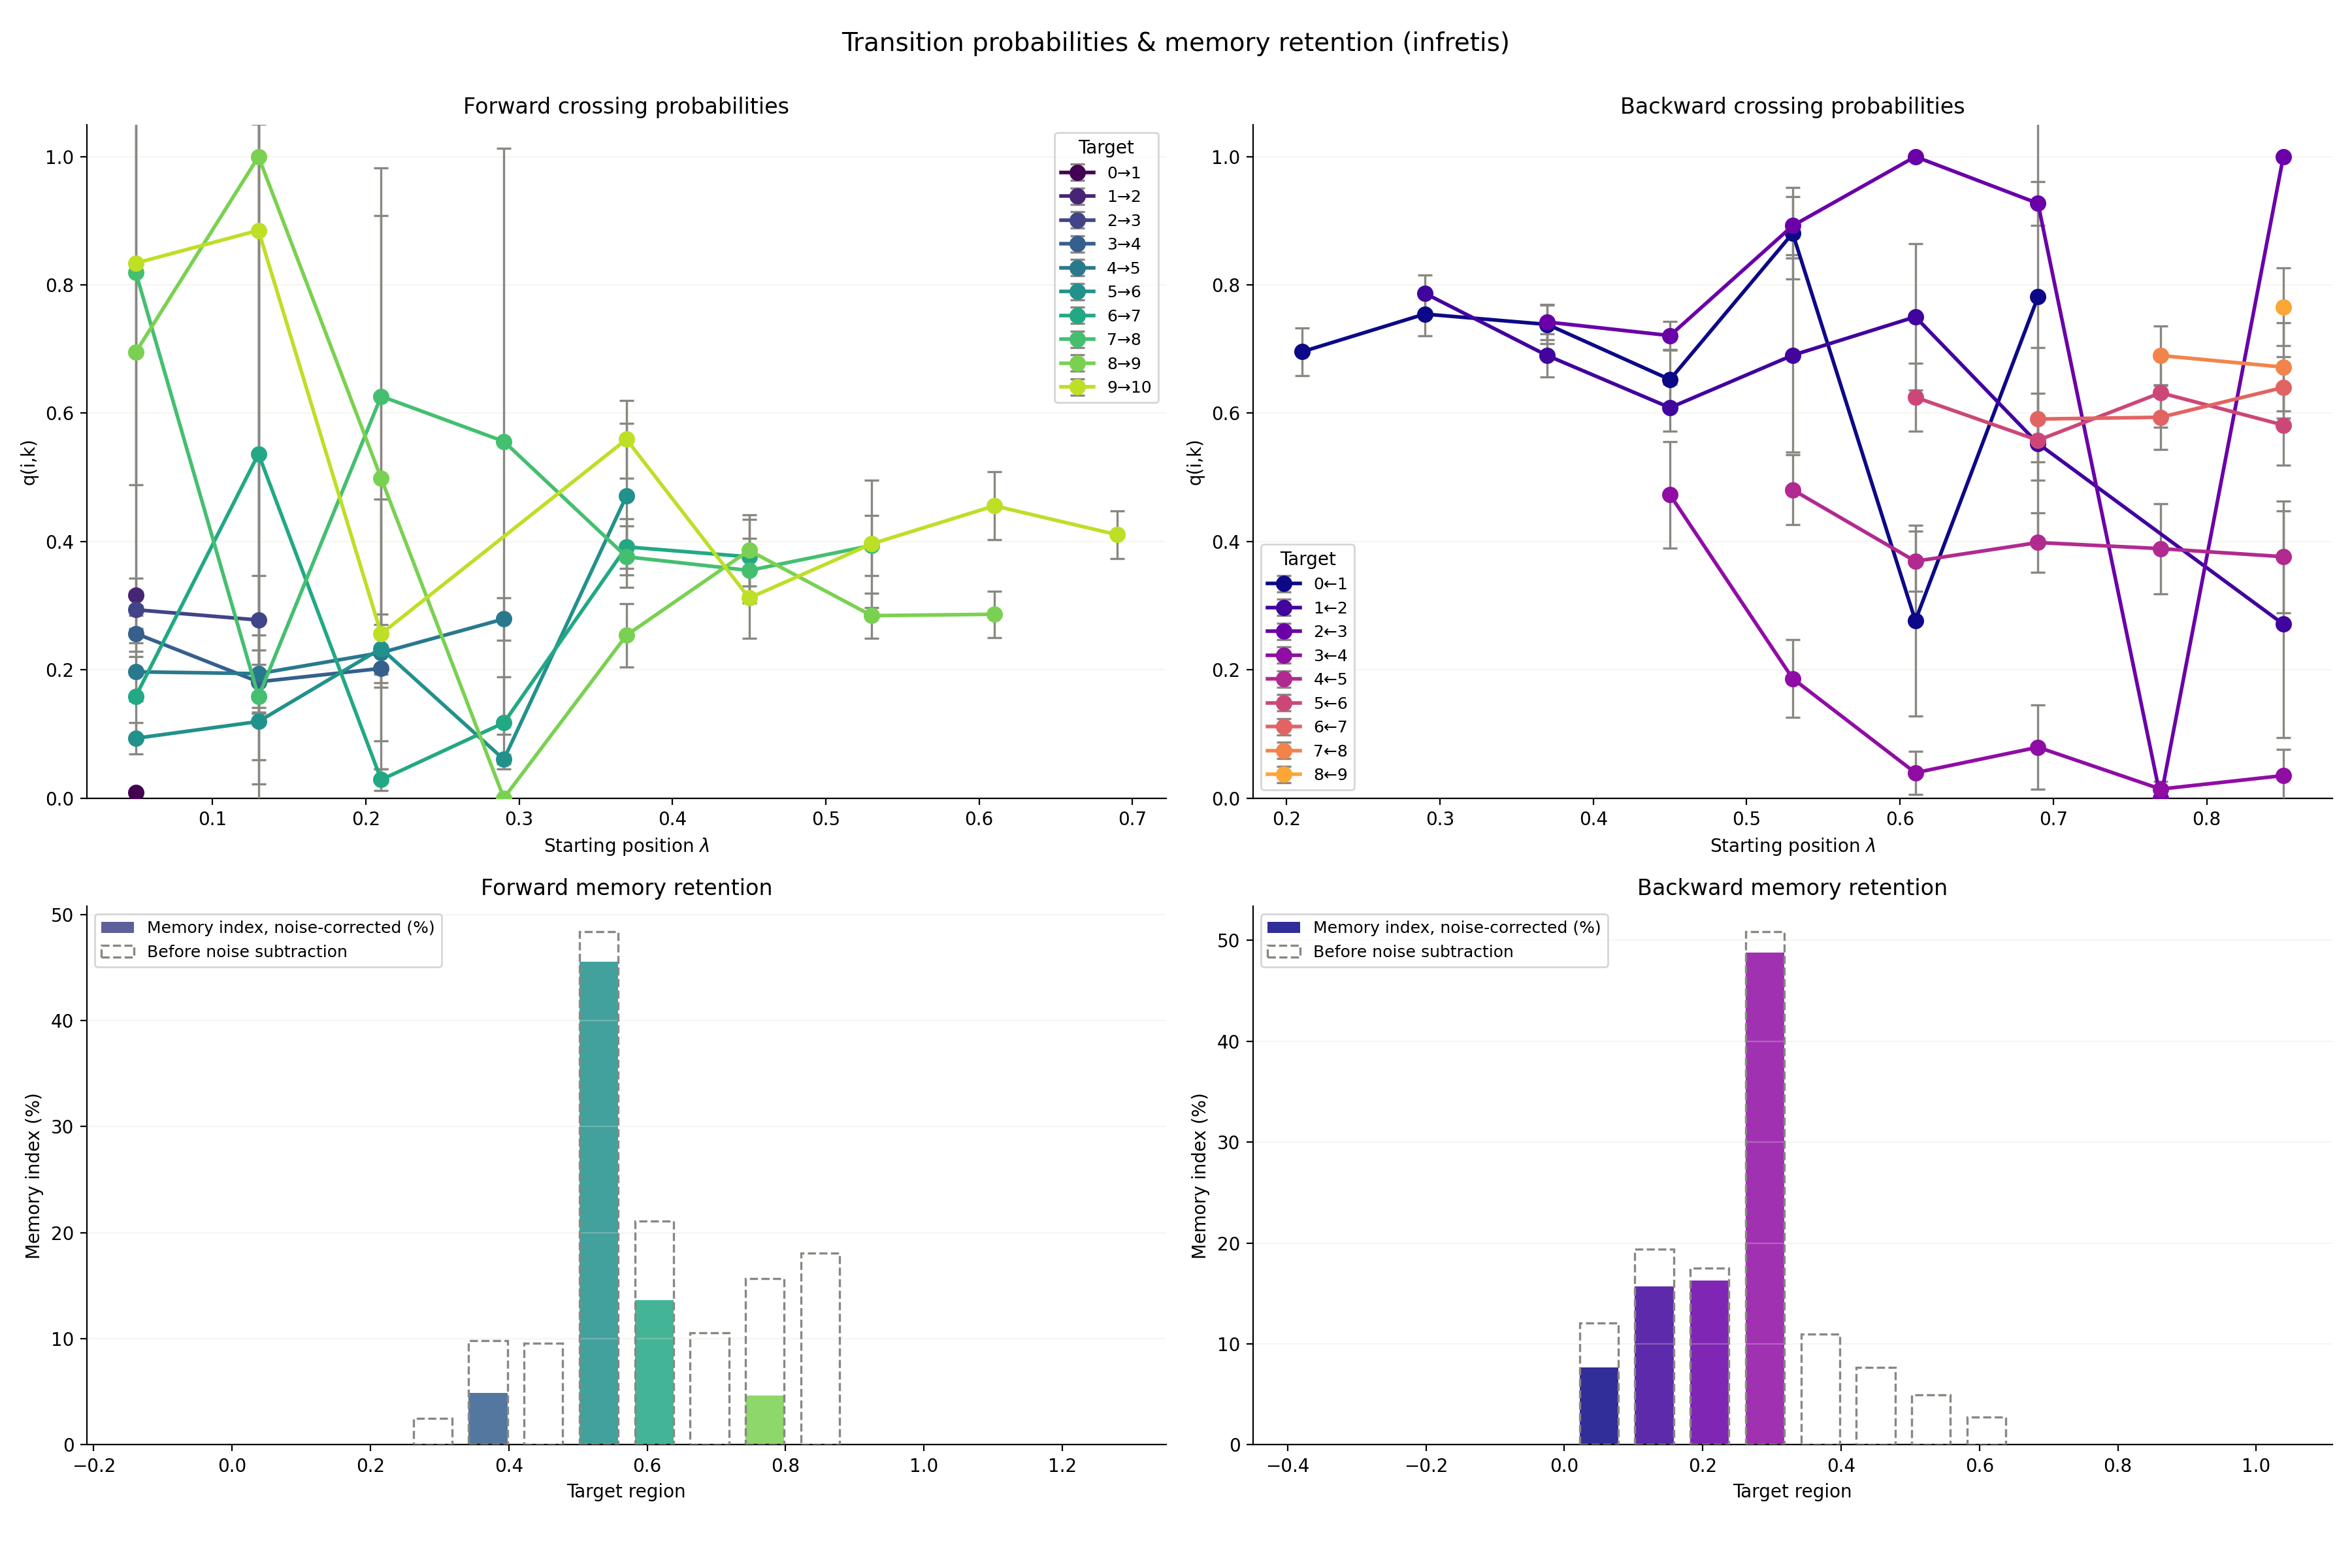 Transition probabilities & memory retention (infretis)
Forward crossing probabilities
q(i,k)
1.0
0.8
0.6
0.4
0.2
0.0
0.1 0.2 0.3 0.4 0.5 0.6 0.7
Starting position λ
Target
0→1
1→2
2→3
3→4
4→5
5→6
6→7
7→8
8→9
9→10
Backward crossing probabilities
q(i,k)
1.0
0.8
0.6
0.4
0.2
0.0
0.2 0.3 0.4 0.5 0.6 0.7 0.8
Starting position λ
Target
0←1
1←2
2←3
3←4
4←5
5←6
6←7
7←8
8←9
Forward memory retention
Memory index (%)
50
40
30
20
10
0
−0.2 0.0 0.2 0.4 0.6 0.8 1.0 1.2
Target region
Memory index, noise-corrected (%)
Before noise subtraction
Backward memory retention
Memory index (%)
50
40
30
20
10
0
−0.4 −0.2 0.0 0.2 0.4 0.6 0.8 1.0
Target region
Memory index, noise-corrected (%)
Before noise subtraction